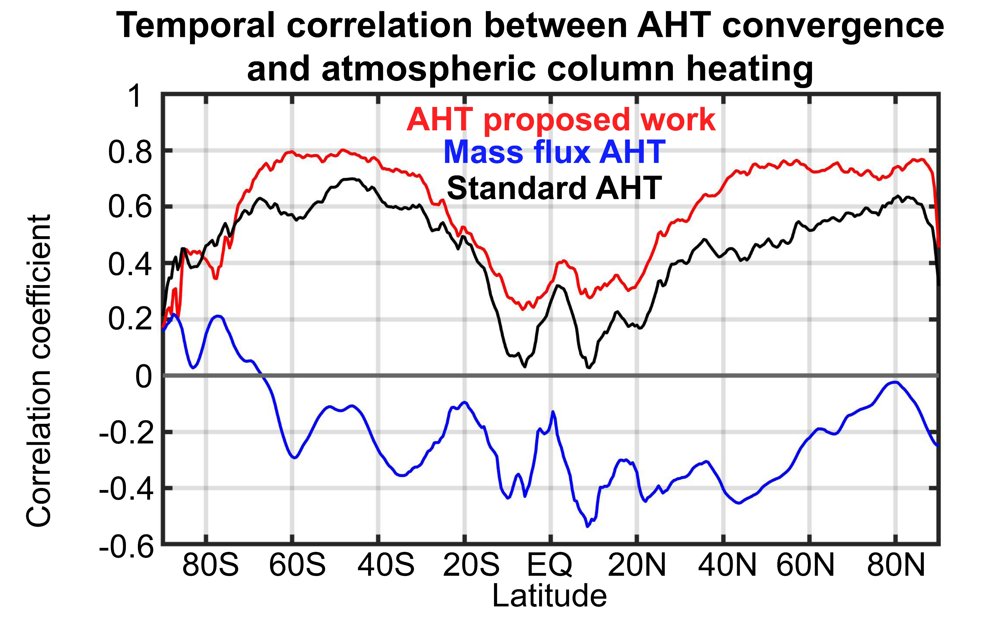 Temporal correlation between AHT convergence
and atmospheric column heating
1
AHT proposed work
Mass flux AHT
Standard AHT
0.8
0.6
0.4
0.2
0
-0.2
-0.4
-0.6
Correlation coefficient
80S 60S 40S 20S EQ 20N 40N 60N 80N
Latitude